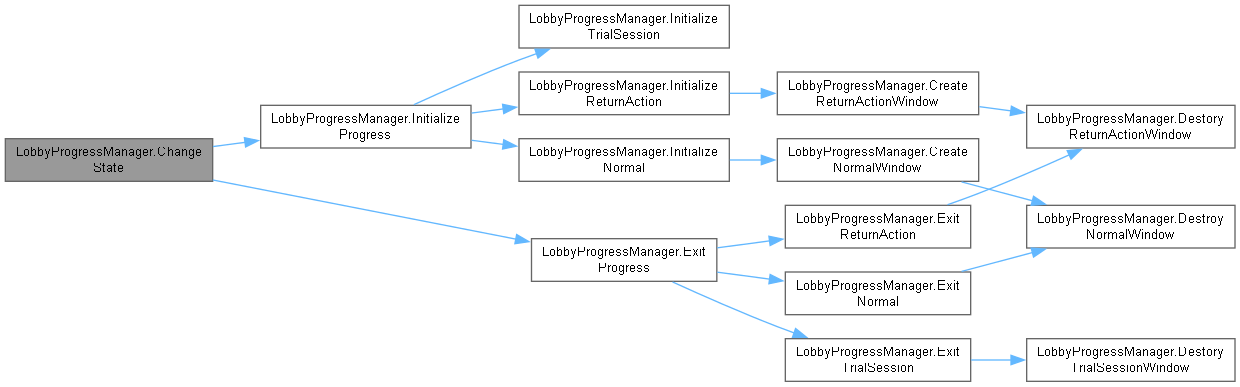 LobbyProgressManager.Change
State
LobbyProgressManager.Initialize
Progress
LobbyProgressManager.Initialize
TrialSession
LobbyProgressManager.Initialize
ReturnAction
LobbyProgressManager.Initialize
Normal
LobbyProgressManager.Exit
Progress
LobbyProgressManager.Create
ReturnActionWindow
LobbyProgressManager.Create
NormalWindow
LobbyProgressManager.Exit
ReturnAction
LobbyProgressManager.Exit
Normal
LobbyProgressManager.Exit
TrialSession
LobbyProgressManager.Destory
ReturnActionWindow
LobbyProgressManager.Destroy
NormalWindow
LobbyProgressManager.Destory
TrialSessionWindow